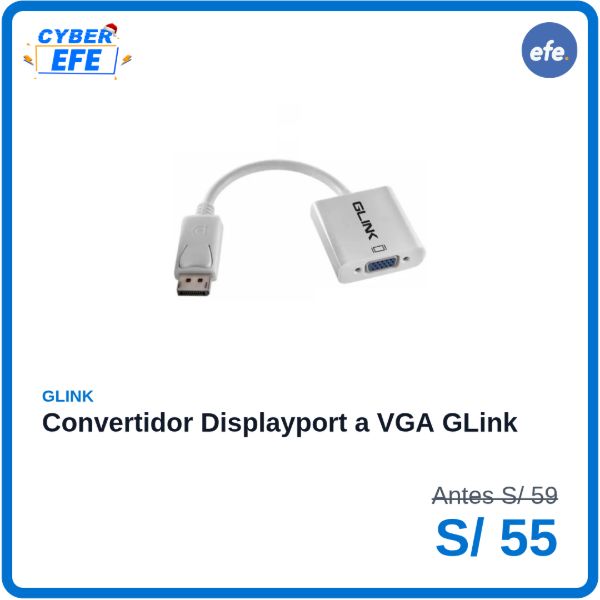 CYBER
EFE
efe.
GLINK
GLINK
Convertidor Displayport a VGA GLink
Antes S/ 59
S/ 55